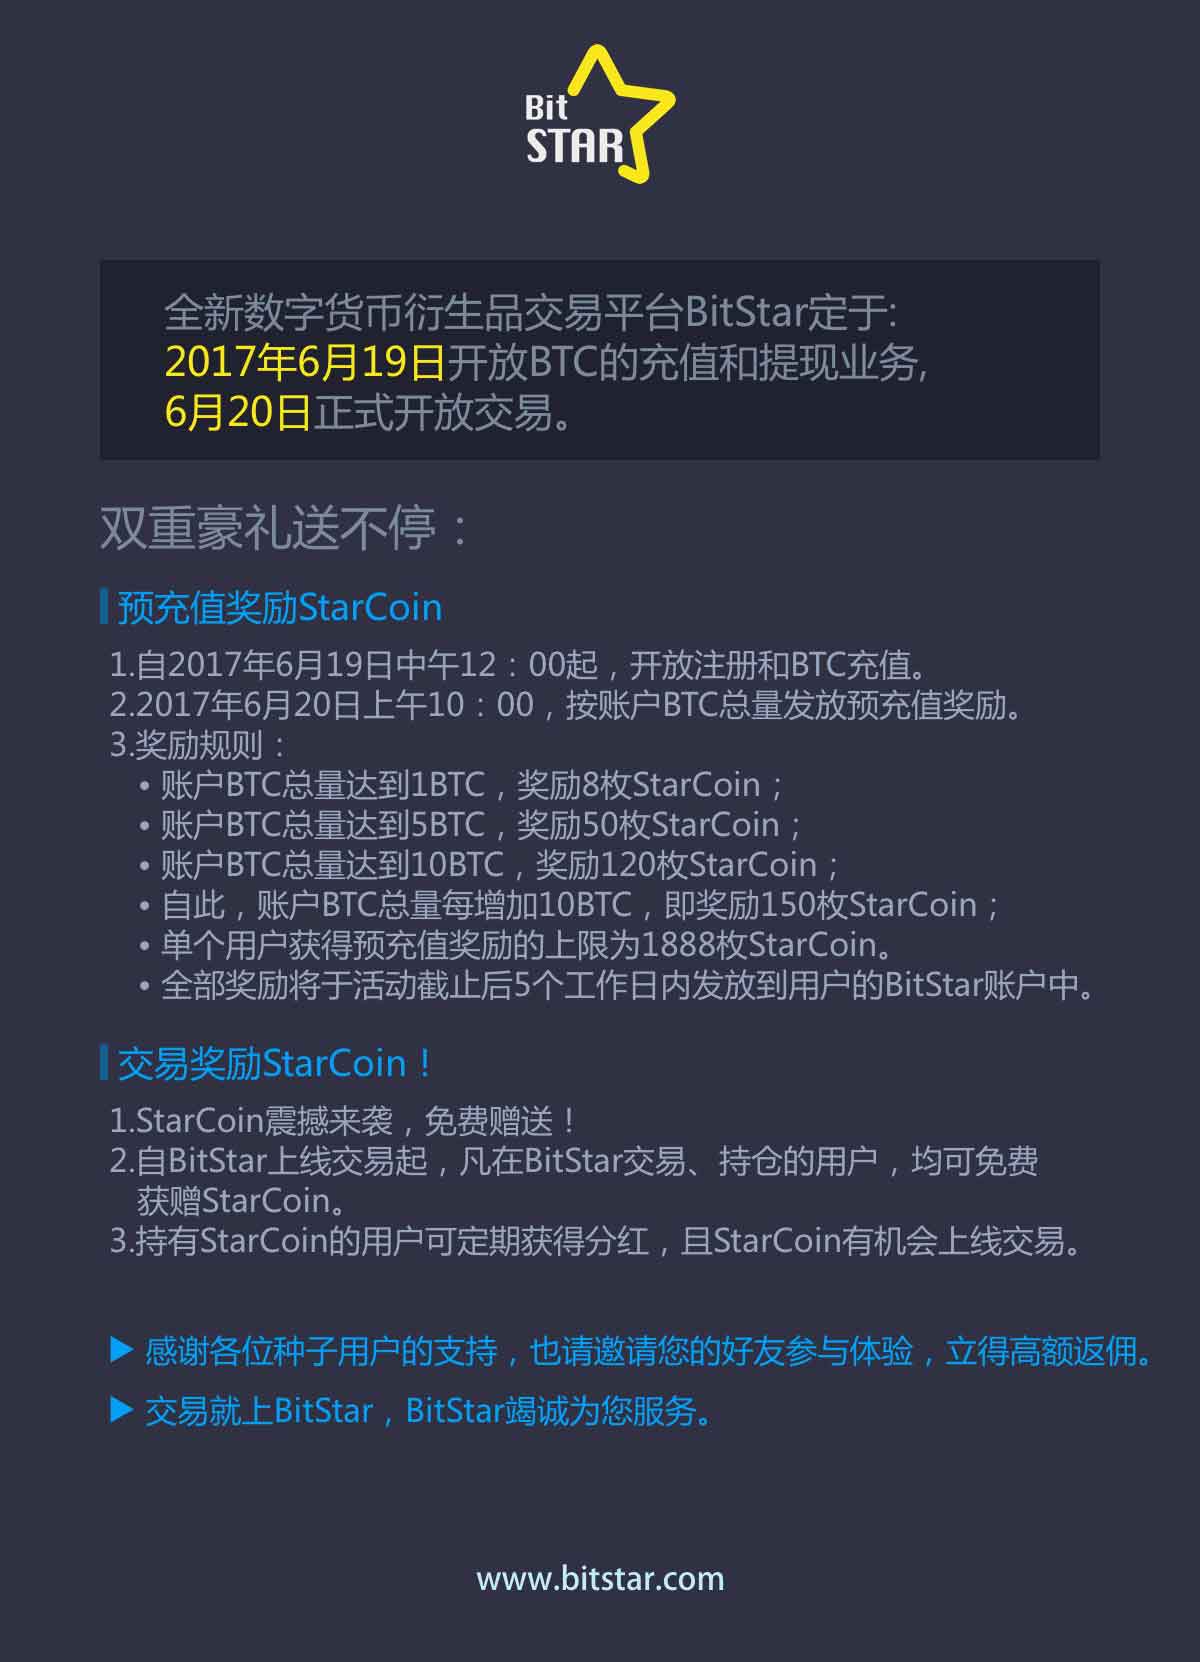 Bit
STAR
全新数字货币衍生品交易平台BitStar定于:
2017年6月19日开放BTC的充值和提现业务,
6月20日正式开放交易。
双重豪礼送不停：
预充值奖励StarCoin
1.自2017年6月19日中午12：00起，开放注册和BTC充值。
2.2017年6月20日上午10：00，按账户BTC总量发放预充值奖励。
3.奖励规则：
• 账户BTC总量达到1BTC，奖励8枚StarCoin；
• 账户BTC总量达到5BTC，奖励50枚StarCoin；
• 账户BTC总量达到10BTC，奖励120枚StarCoin；
• 自此，账户BTC总量每增加10BTC，即奖励150枚StarCoin；
• 单个用户获得预充值奖励的上限为1888枚StarCoin。
• 全部奖励将于活动截止后5个工作日内发放到用户的BitStar账户中。
交易奖励StarCoin！
1.StarCoin震撼来袭，免费赠送！
2.自BitStar上线交易起，凡在BitStar交易、持仓的用户，均可免费
获赠StarCoin。
3.持有StarCoin的用户可定期获得分红，且StarCoin有机会上线交易。
▶ 感谢各位种子用户的支持，也请邀请您的好友参与体验，立得高额返佣。
▶ 交易就上BitStar，BitStar竭诚为您服务。
www.bitstar.com